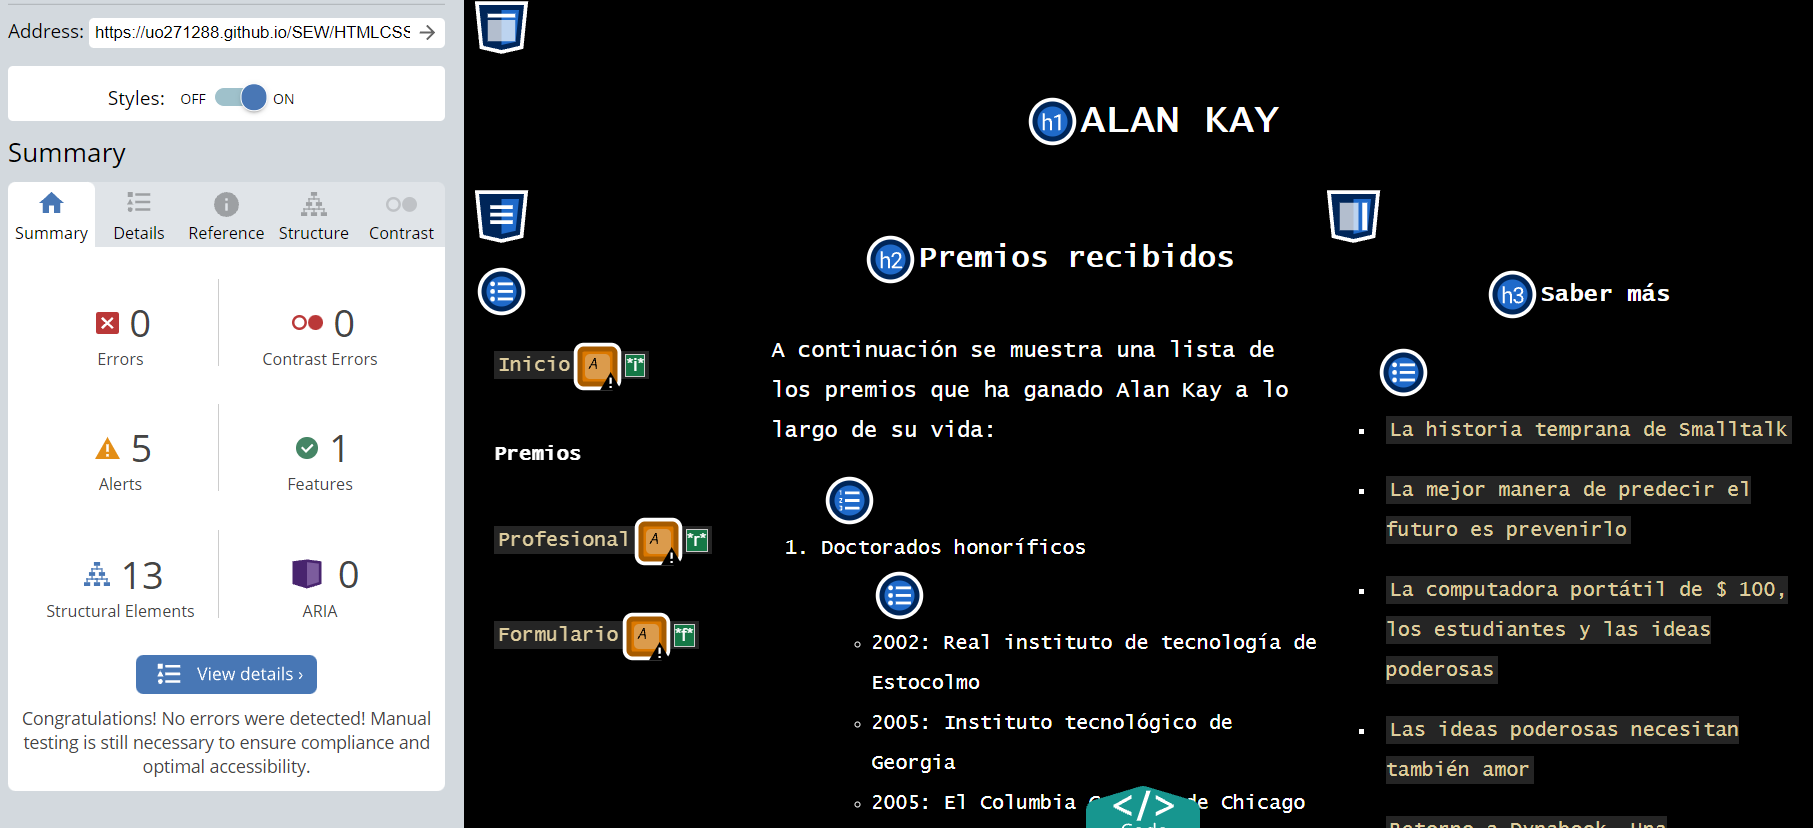 Address: https://uo271288.github.io/SEW/HTMLCSS
Styles: OFF ON
Summary
Summary Details Reference Structure Contrast
0 Errors
0 Contrast Errors
5 Alerts
1 Features
13 Structural Elements
0 ARIA
View details ›
Congratulations! No errors were detected! Manual
testing is still necessary to ensure compliance and
optimal accessibility.
h1 ALAN KAY
Inicio A *i*
Premios
Profesional A *r*
Formulario A *f*
h2 Premios recibidos
A continuación se muestra una lista de
los premios que ha ganado Alan Kay a lo
largo de su vida:
1. Doctorados honoríficos
2002: Real instituto de tecnología de
Estocolmo
2005: Instituto tecnológico de
Georgia
2005: El Columbia de Chicago
</>
h3 Saber más
La historia temprana de Smalltalk
La mejor manera de predecir el
futuro es prevenirlo
La computadora portátil de $ 100,
los estudiantes y las ideas
poderosas
Las ideas poderosas necesitan
también amor
Retorno a Dynabook. Una